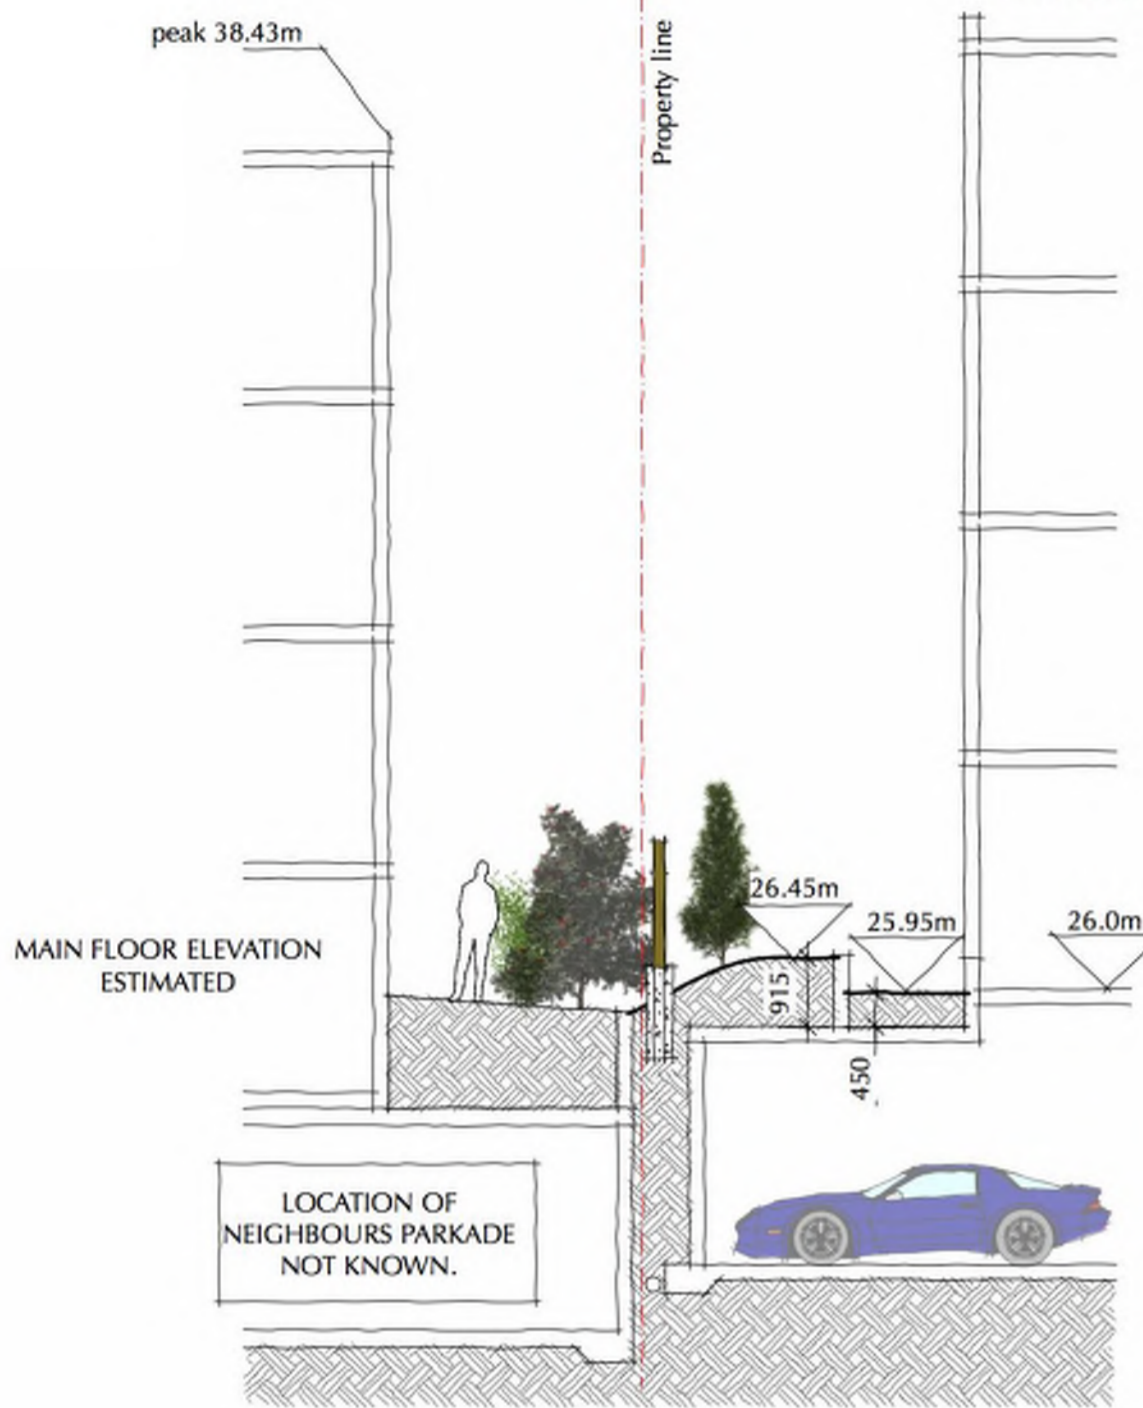 peak 38.43m
Property line
26.45m
25.95m
26.0m
MAIN FLOOR ELEVATION
ESTIMATED
915
450
LOCATION OF
NEIGHBOURS PARKADE
NOT KNOWN.